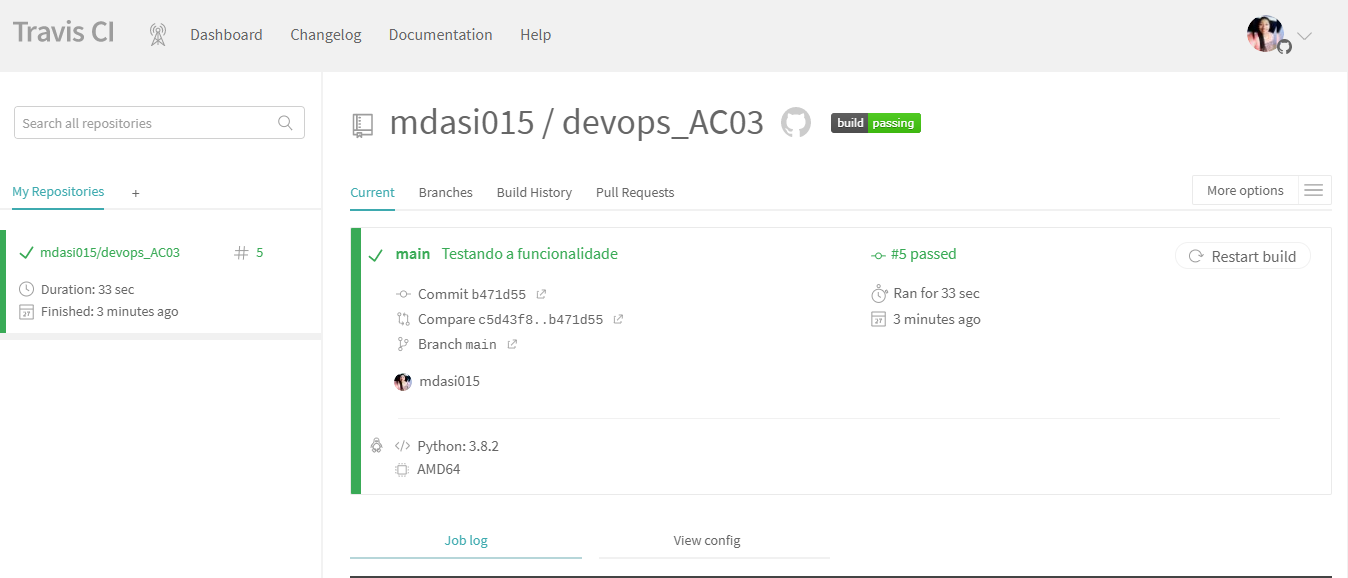 Travis CI
Dashboard
Changelog
Documentation
Help
Search all repositories
My Repositories
+
mdasi015/devops_AC03
# 5
Duration: 33 sec
27 Finished: 3 minutes ago
mdasi015 / devops_AC03
build passing
Current
Branches
Build History
Pull Requests
More options
main Testando a funcionalidade
#5 passed
Restart build
Commit b471d55
Ran for 33 sec
Compare c5d43f8..b471d55
27 3 minutes ago
Branch main
mdasi015
</> Python: 3.8.2
AMD64
Job log
View config